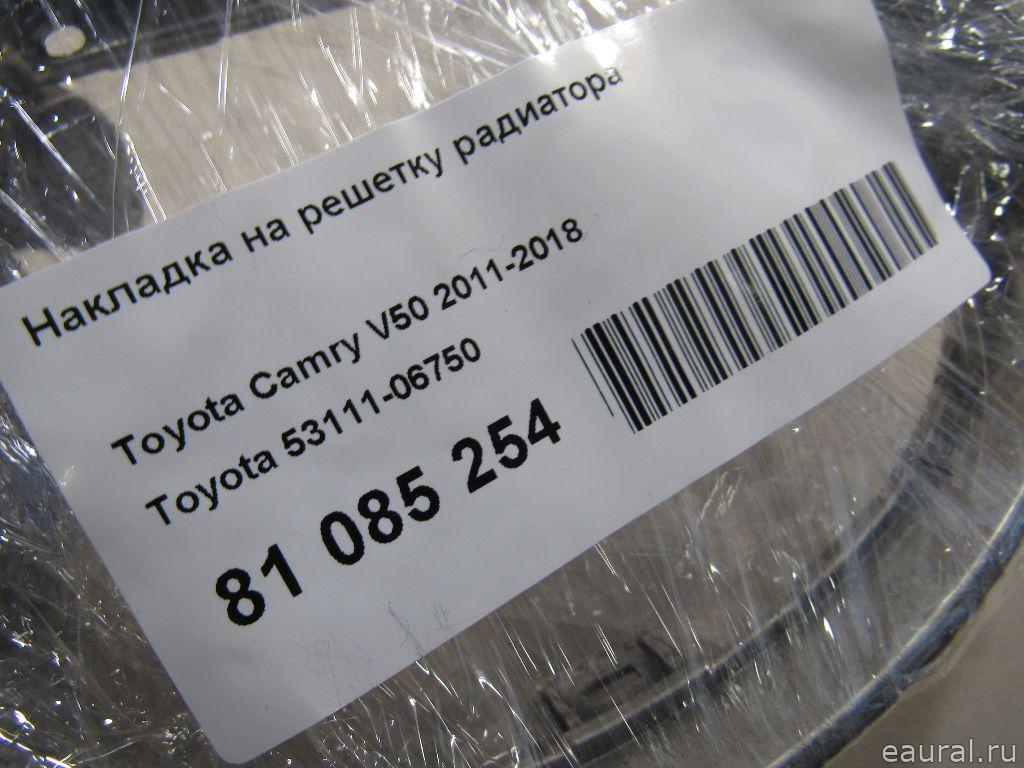 Накладка на решетку радиатора
Toyota Camry V50 2011-2018
Toyota 53111-06750
81 085 254
eaural.ru